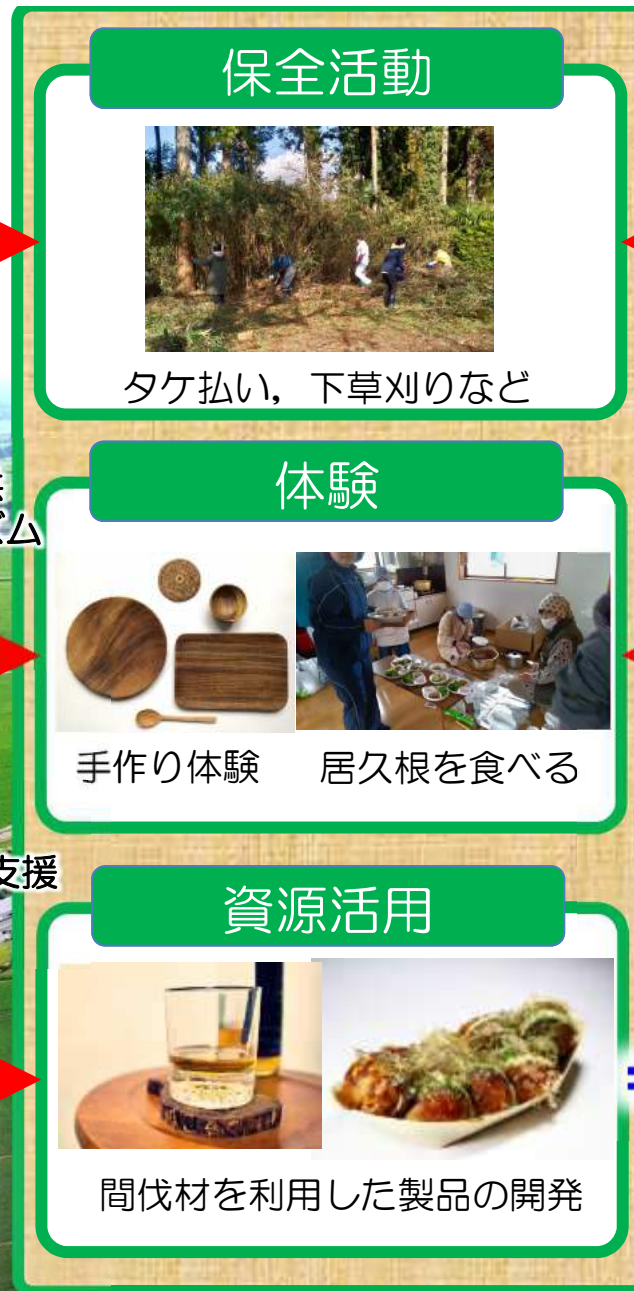 保全活動
タケ払い，下草刈りなど
体験
ズム
手作り体験
居久根を食べる
支援
資源活用
間伐材を利用した製品の開発